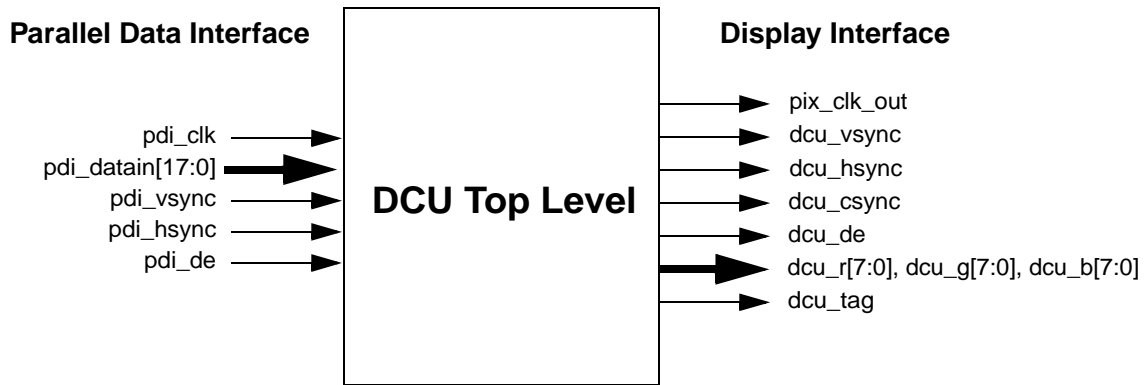 Parallel Data Interface
pdi_clk
pdi_datain[17:0]
pdi_vsync
pdi_hsync
pdi_de
DCU Top Level
Display Interface
pix_clk_out
dcu_vsync
dcu_hsync
dcu_csync
dcu_de
dcu_r[7:0], dcu_g[7:0], dcu_b[7:0]
dcu_tag